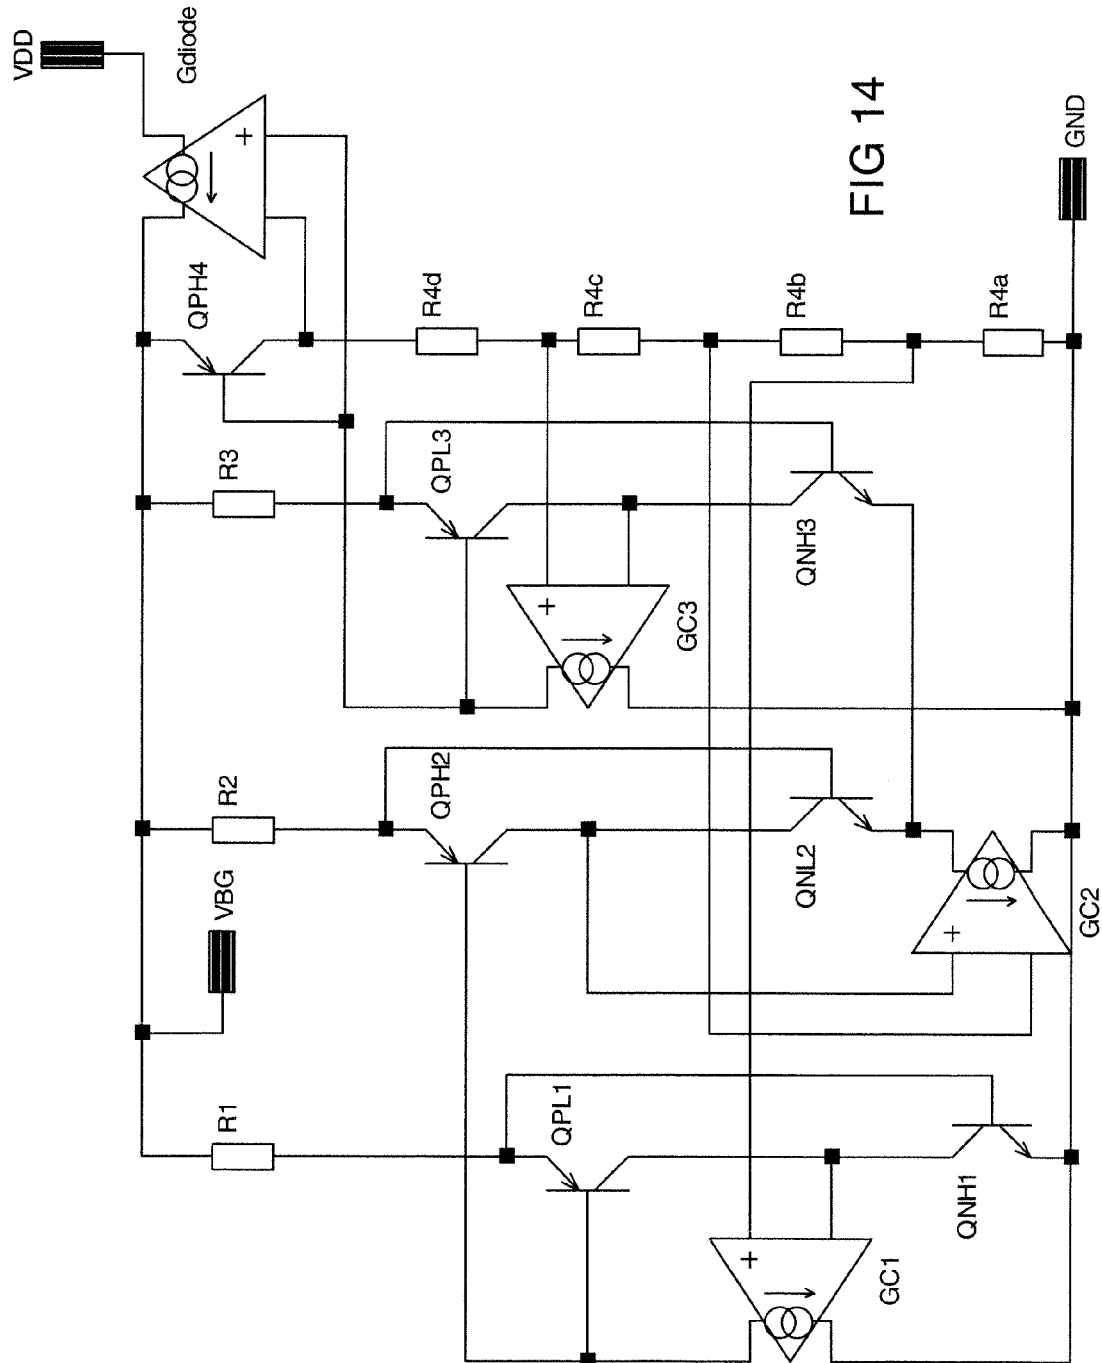 VDD
Gdiode
+
QPH4
R3
R2
VBG
R1
QPL3
QPH2
QPL1
R4d
R4c
R4b
R4a
FIG 14
GND
+
GC3
QNH3
QNL2
+
GC2
QNH1
+
GC1